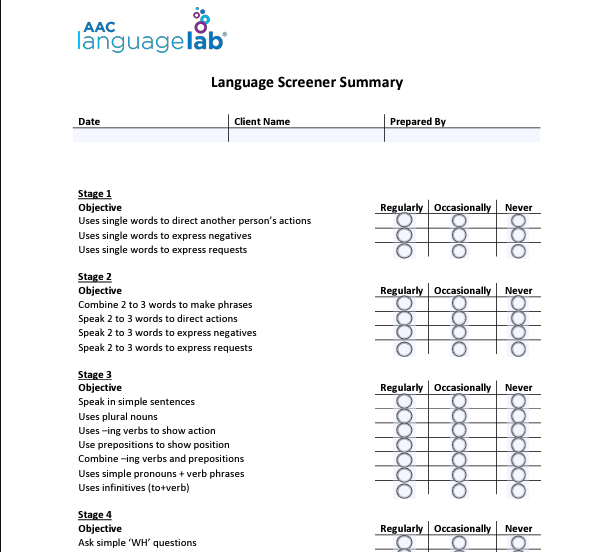 AAC
languagelab®
Language Screener Summary
Date Client Name Prepared By
Stage 1
Objective Regularly Occasionally Never
Uses single words to direct another person's actions
Uses single words to express negatives
Uses single words to express requests
Stage 2
Objective Regularly Occasionally Never
Combine 2 to 3 words to make phrases
Speak 2 to 3 words to direct actions
Speak 2 to 3 words to express negatives
Speak 2 to 3 words to express requests
Stage 3
Objective Regularly Occasionally Never
Speak in simple sentences
Uses plural nouns
Uses –ing verbs to show action
Use prepositions to show position
Combine –ing verbs and prepositions
Uses simple pronouns + verb phrases
Uses infinitives (to+verb)
Stage 4
Objective Regularly Occasionally Never
Ask simple ‘WH’ questions